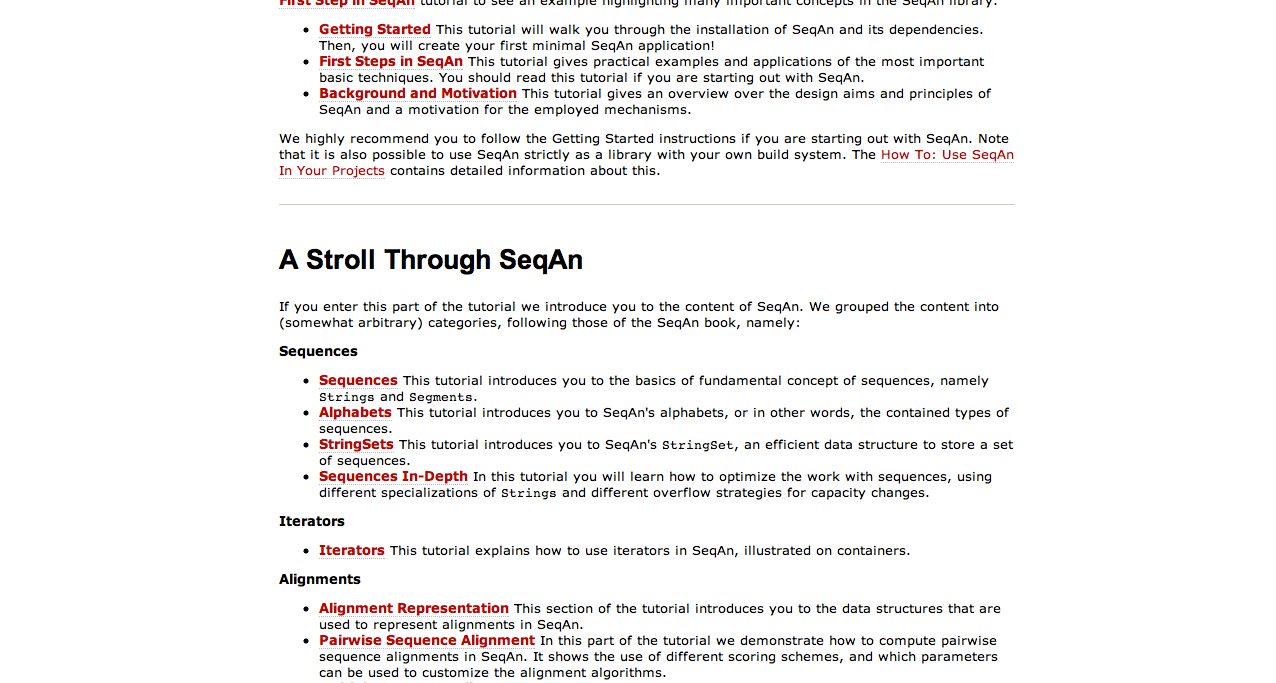 First Step in SeqAn tutorial to see an example highlighting many important concepts in the SeqAn library.
• Getting Started This tutorial will walk you through the installation of SeqAn and its dependencies.
Then, you will create your first minimal SeqAn application!
• First Steps in SeqAn This tutorial gives practical examples and applications of the most important
basic techniques. You should read this tutorial if you are starting out with SeqAn.
• Background and Motivation This tutorial gives an overview over the design aims and principles of
SeqAn and a motivation for the employed mechanisms.
We highly recommend you to follow the Getting Started instructions if you are starting out with SeqAn. Note
that it is also possible to use SeqAn strictly as a library with your own build system. The How To: Use SeqAn
In Your Projects contains detailed information about this.
A Stroll Through SeqAn
If you enter this part of the tutorial we introduce you to the content of SeqAn. We grouped the content into
(somewhat arbitrary) categories, following those of the SeqAn book, namely:
Sequences
• Sequences This tutorial introduces you to the basics of fundamental concept of sequences, namely
Strings and Segments.
• Alphabets This tutorial introduces you to SeqAn's alphabets, or in other words, the contained types of
sequences.
• StringSets This tutorial introduces you to SeqAn's StringSet, an efficient data structure to store a set
of sequences.
• Sequences In-Depth In this tutorial you will learn how to optimize the work with sequences, using
different specializations of Strings and different overflow strategies for capacity changes.
Iterators
• Iterators This tutorial explains how to use iterators in SeqAn, illustrated on containers.
Alignments
• Alignment Representation This section of the tutorial introduces you to the data structures that are
used to represent alignments in SeqAn.
• Pairwise Sequence Alignment In this part of the tutorial we demonstrate how to compute pairwise
sequence alignments in SeqAn. It shows the use of different scoring schemes, and which parameters
can be used to customize the alignment algorithms.